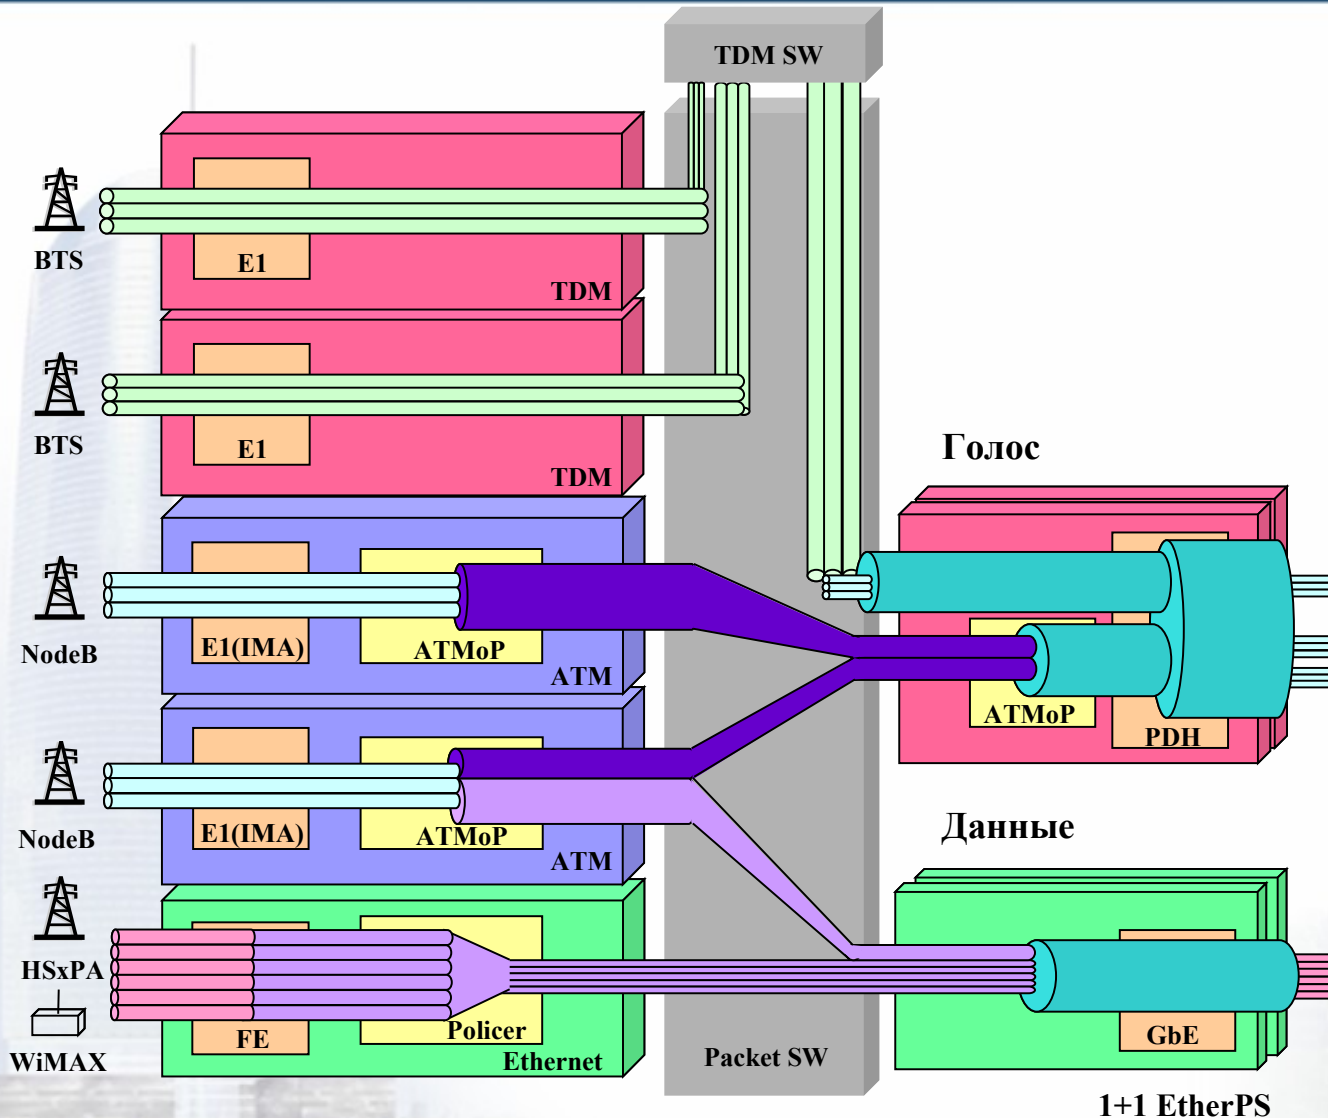 TDM SW
BTS
E1
TDM
BTS
E1
TDM
Голос
NodeB
E1(IMA)
ATMoP
ATM
ATMoP
PDH
NodeB
E1(IMA)
ATMoP
ATM
Данные
HSxPA
WiMAX
FE
Policer
Ethernet
Packet SW
GbE
1+1 EtherPS